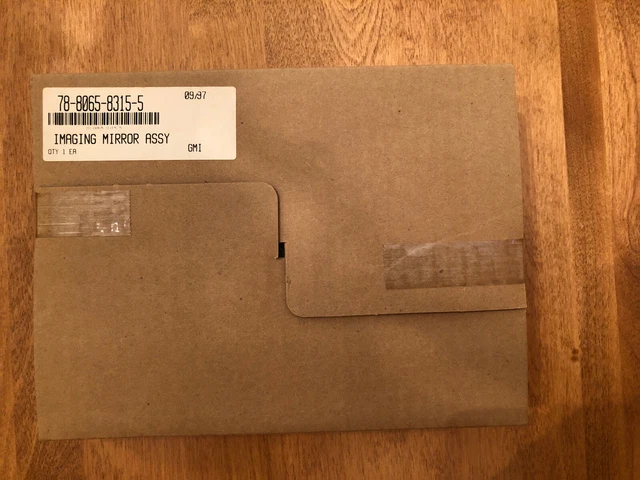 78-8065-8315-5
09/97
IMAGING MIRROR ASSY
QTY 1 EA
GMI